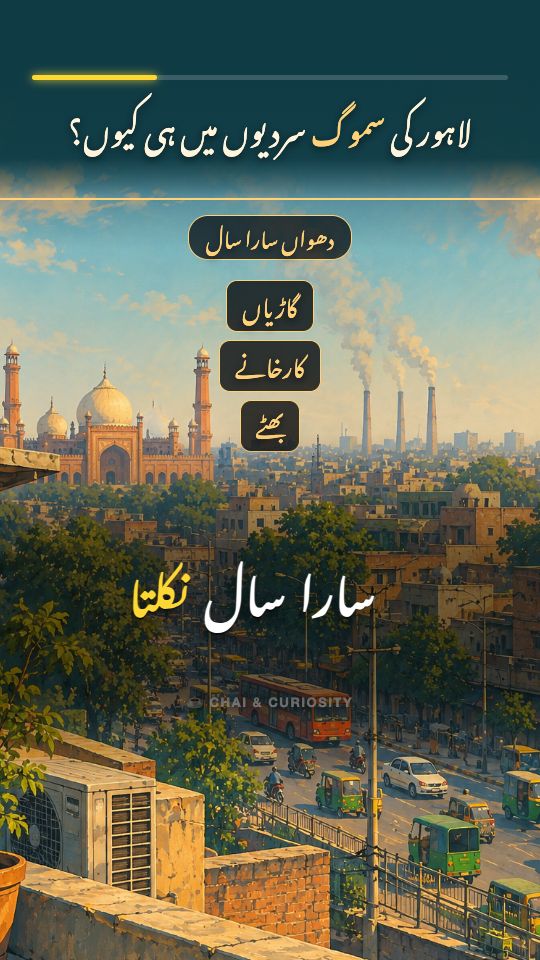 لاہور کی سموگ سردیوں میں ہی کیوں؟
دھواں سارا سال
گاڑیاں
کارخانے
بھٹے
سارا سال نکلتا
CHAI & CURIOSITY